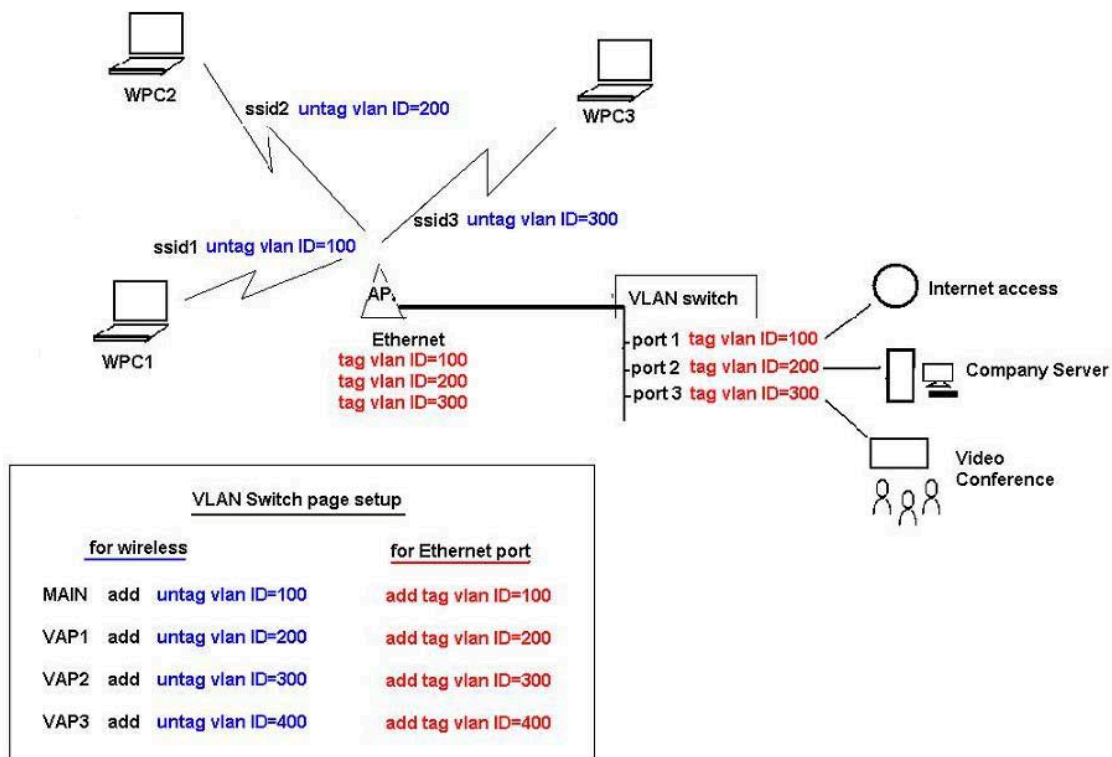 WPC2
ssid2 untag vlan ID=200
WPC3
ssid3 untag vlan ID=300
ssid1 untag vlan ID=100
WPC1
AP
Ethernet
tag vlan ID=100
tag vlan ID=200
tag vlan ID=300
VLAN switch
port 1 tag vlan ID=100
port 2 tag vlan ID=200
port 3 tag vlan ID=300
Internet access
Company Server
Video
Conference
VLAN Switch page setup
for wireless for Ethernet port
MAIN add untag vlan ID=100 add tag vlan ID=100
VAP1 add untag vlan ID=200 add tag vlan ID=200
VAP2 add untag vlan ID=300 add tag vlan ID=300
VAP3 add untag vlan ID=400 add tag vlan ID=400